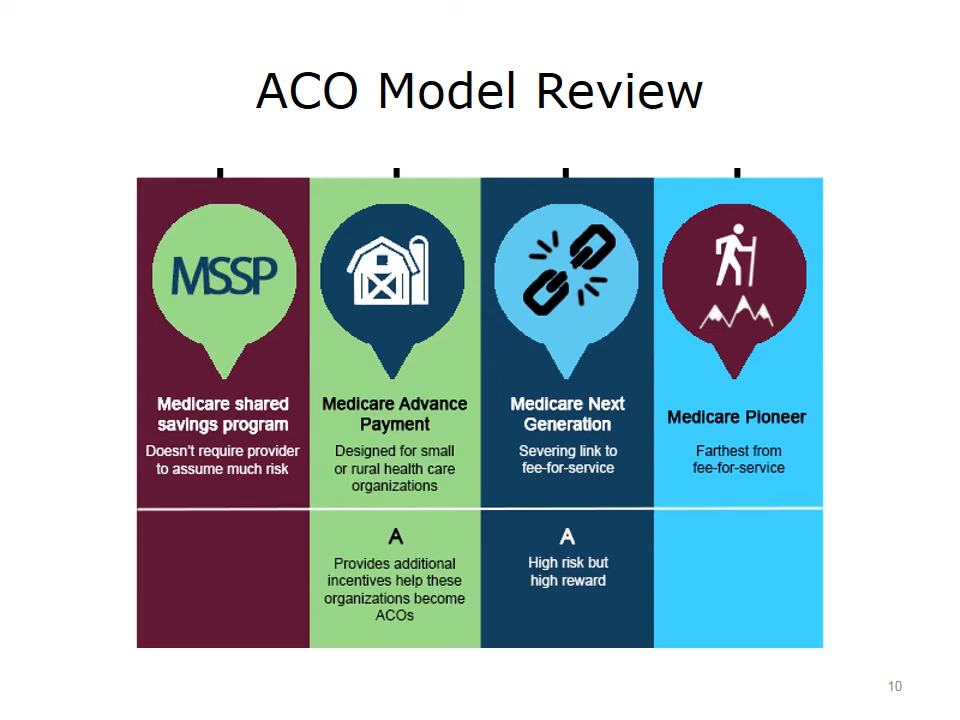 ACO Model Review
MSSP
Medicare shared
savings program
Doesn't require provider
to assume much risk
Medicare Advance
Payment
Designed for small
or rural health care
organizations
A
Provides additional
incentives help these
organizations become
ACOs
Medicare Next
Generation
Severing link to
fee-for-service
A
High risk but
high reward
Medicare Pioneer
Farthest from
fee-for-service
10